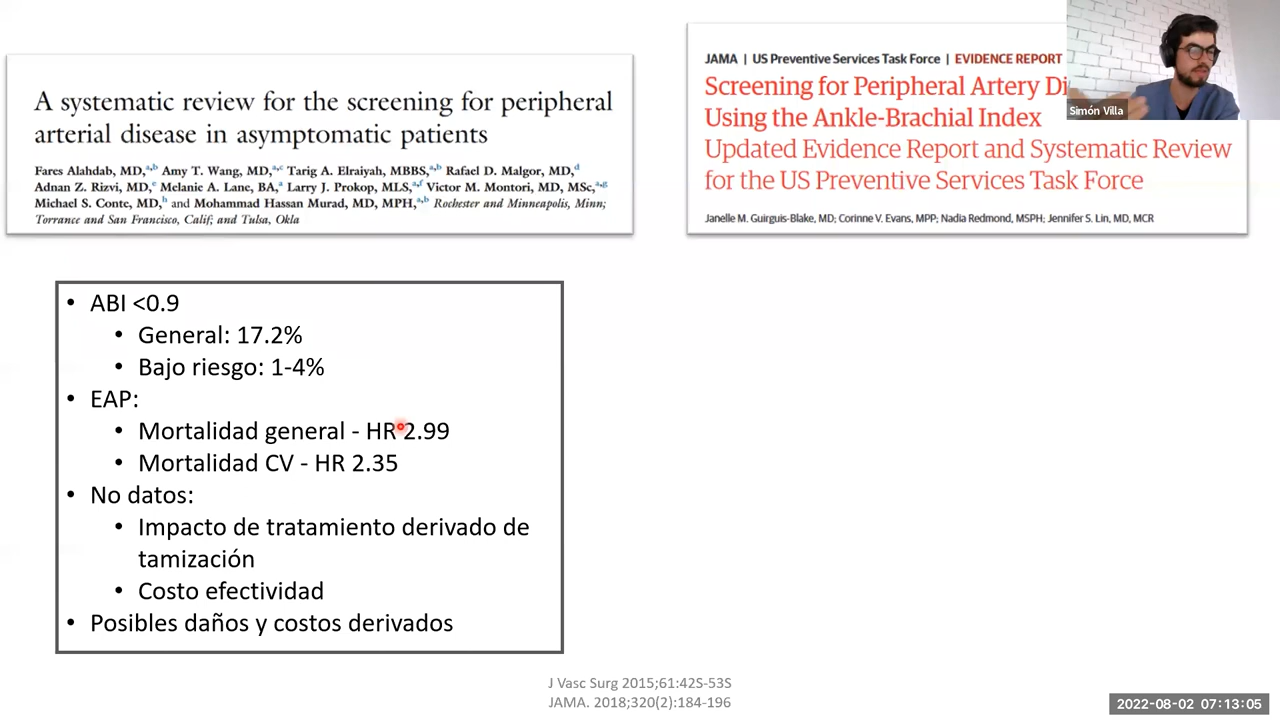 A systematic review for the screening for peripheral
arterial disease in asymptomatic patients
Fares Alahdab, MD,a,b Amy T. Wang, MD,a,c Tarig A. Elraiyah, MBBS,a,b Rafael D. Malgor, MD,d
Adnan Z. Rizvi, MD,e Melanie A. Lane, BA,a Larry J. Prokop, MLS,a,f Victor M. Montori, MD, MSc,a,g
Michael S. Conte, MD,h and Mohammad Hassan Murad, MD, MPH,a,b Rochester and Minneapolis, Minn;
Torrance and San Francisco, Calif; and Tulsa, Okla
JAMA | US Preventive Services Task Force | EVIDENCE REPORT
Screening for Peripheral Artery Di
Using the Ankle-Brachial Index
Updated Evidence Report and Systematic Review
for the US Preventive Services Task Force
Janelle M. Guirguis-Blake, MD; Corinne V. Evans, MPP; Nadia Redmond, MSPH; Jennifer S. Lin, MD, MCR
Simón Villa
• ABI <0.9
• General: 17.2%
• Bajo riesgo: 1-4%
• EAP:
• Mortalidad general - HR 2.99
• Mortalidad CV - HR 2.35
• No datos:
• Impacto de tratamiento derivado de
tamización
• Costo efectividad
• Posibles daños y costos derivados
J Vasc Surg 2015;61:42S-53S
JAMA. 2018;320(2):184-196
2022-08-02 07:13:05